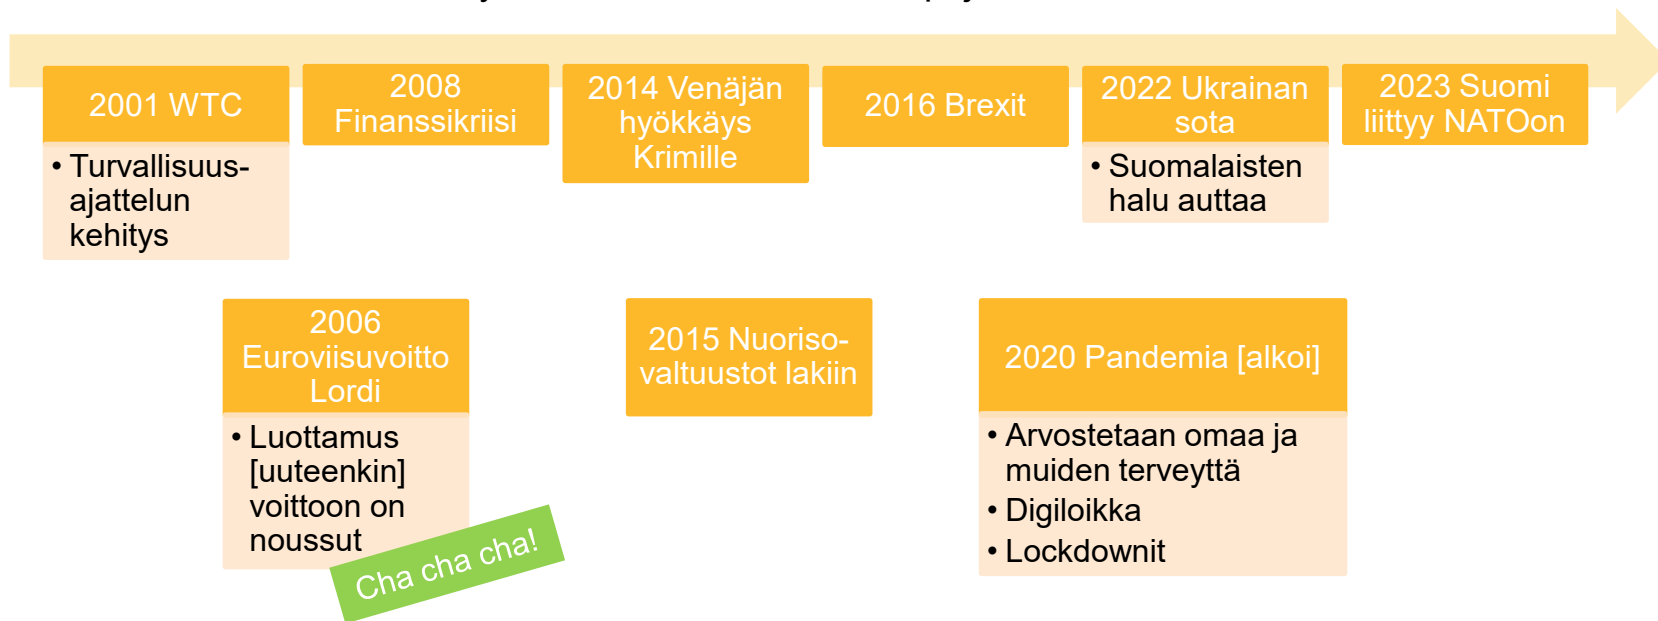 2001 WTC
• Turvallisuus-
ajattelun
kehitys
2008
Finanssikriisi
2014 Venäjän
hyökkäys
Krimille
2016 Brexit
2022 Ukrainan
sota
• Suomalaisten
halu auttaa
2023 Suomi
liittyy NATOon
2006
Euroviisuvoitto
Lordi
• Luottamus
[uuteenkin]
voittoon on
noussut
Cha cha cha!
2015 Nuoriso-
valtuustot lakiin
2020 Pandemia [alkoi]
• Arvostetaan omaa ja
muiden terveyttä
• Digiloikka
• Lockdownit